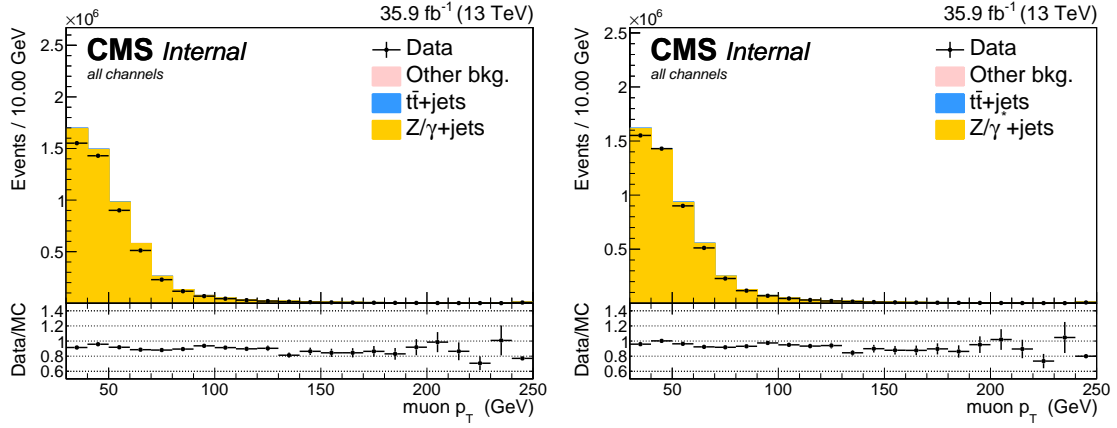 ×10⁶
35.9 fb⁻¹ (13 TeV)
CMS Internal
all channels
Data
Other bkg.
tt̄+jets
Z/γ+jets
Events / 10.00 GeV
2.5
2
1.5
1
0.5
Data/MC
1.4
1.2
1
0.8
0.6
50 100 150 200 250
muon p_T (GeV)
×10⁶
35.9 fb⁻¹ (13 TeV)
CMS Internal
all channels
Data
Other bkg.
tt̄+jets
Z/γ*+jets
Events / 10.00 GeV
2.5
2
1.5
1
0.5
Data/MC
1.4
1.2
1
0.8
0.6
50 100 150 200 250
muon p_T (GeV)